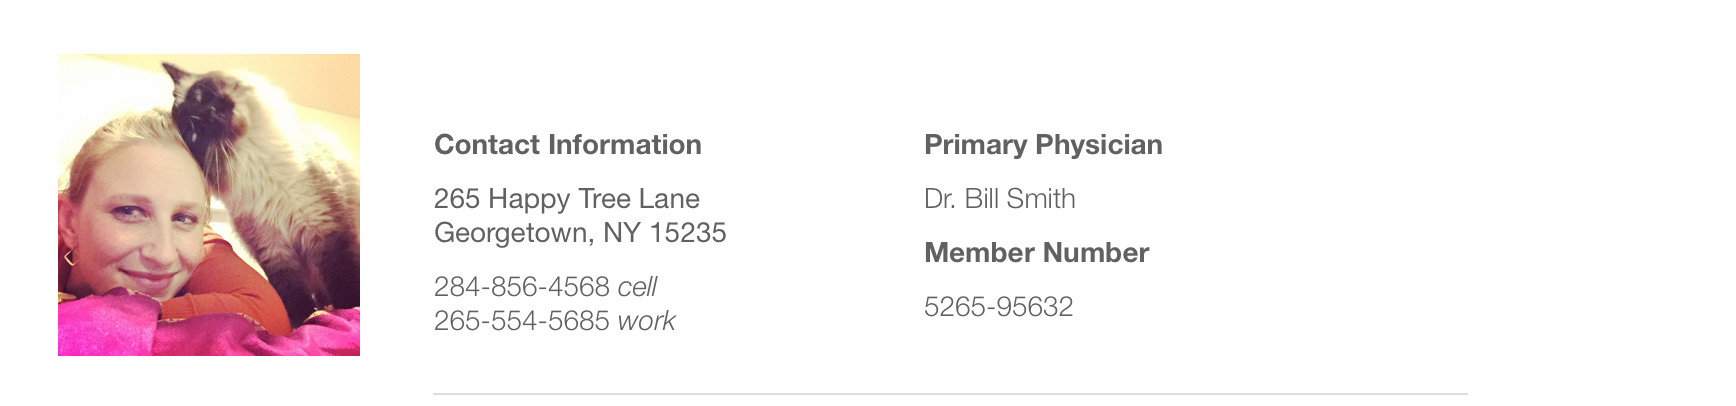 Contact Information
265 Happy Tree Lane
Georgetown, NY 15235
284-856-4568 cell
265-554-5685 work
Primary Physician
Dr. Bill Smith
Member Number
5265-95632